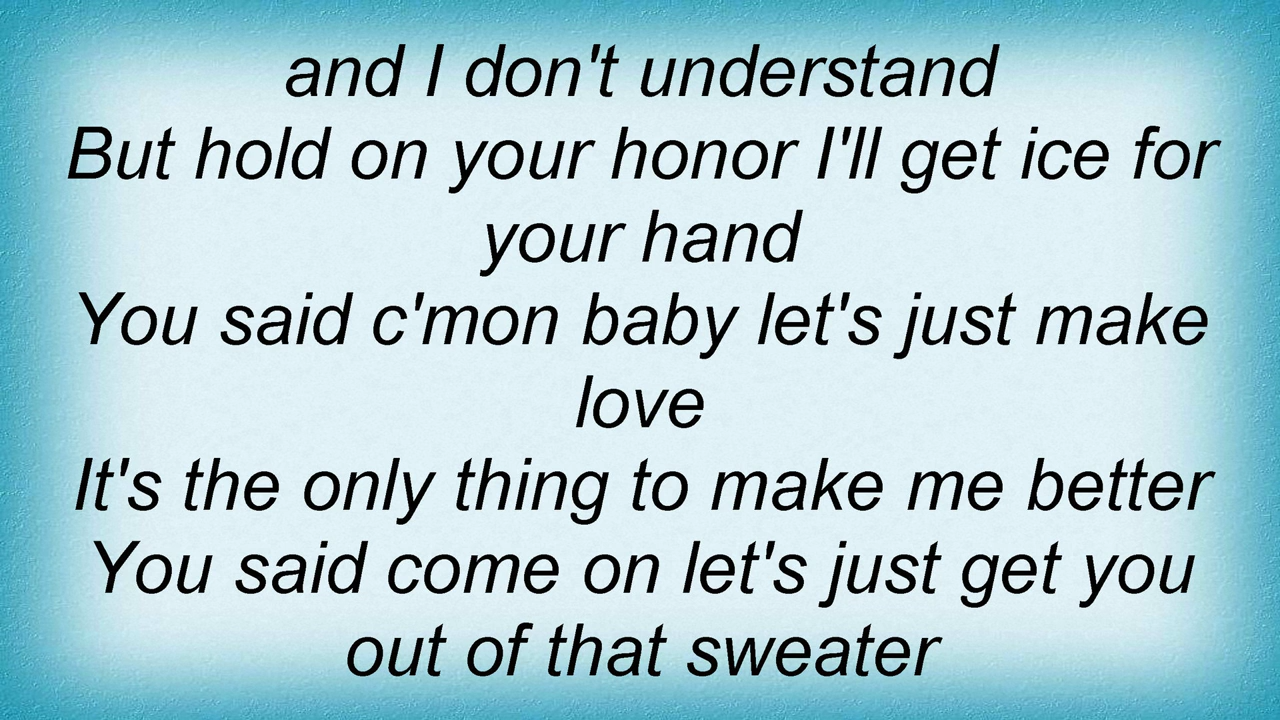 and I don't understand
But hold on your honor I'll get ice for
your hand
You said c'mon baby let's just make
love
It's the only thing to make me better
You said come on let's just get you
out of that sweater